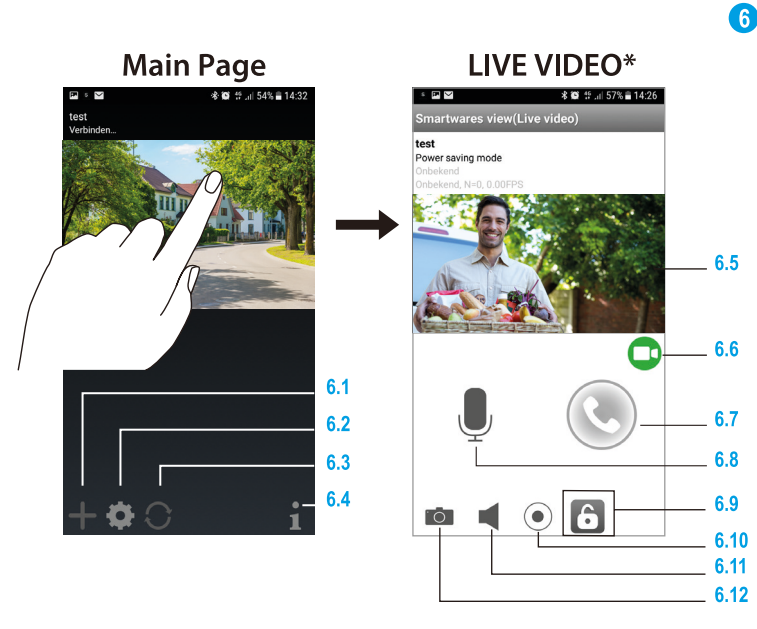 6
Main Page
LIVE VIDEO*
54% 14:32
test
Verbinden...
57% 14:26
Smartwares view(Live video)
test
Power saving mode
Onbekend
Onbekend, N=0, 0.00FPS
6.1
6.2
6.3
6.4
6.5
6.6
6.7
6.8
6.9
6.10
6.11
6.12